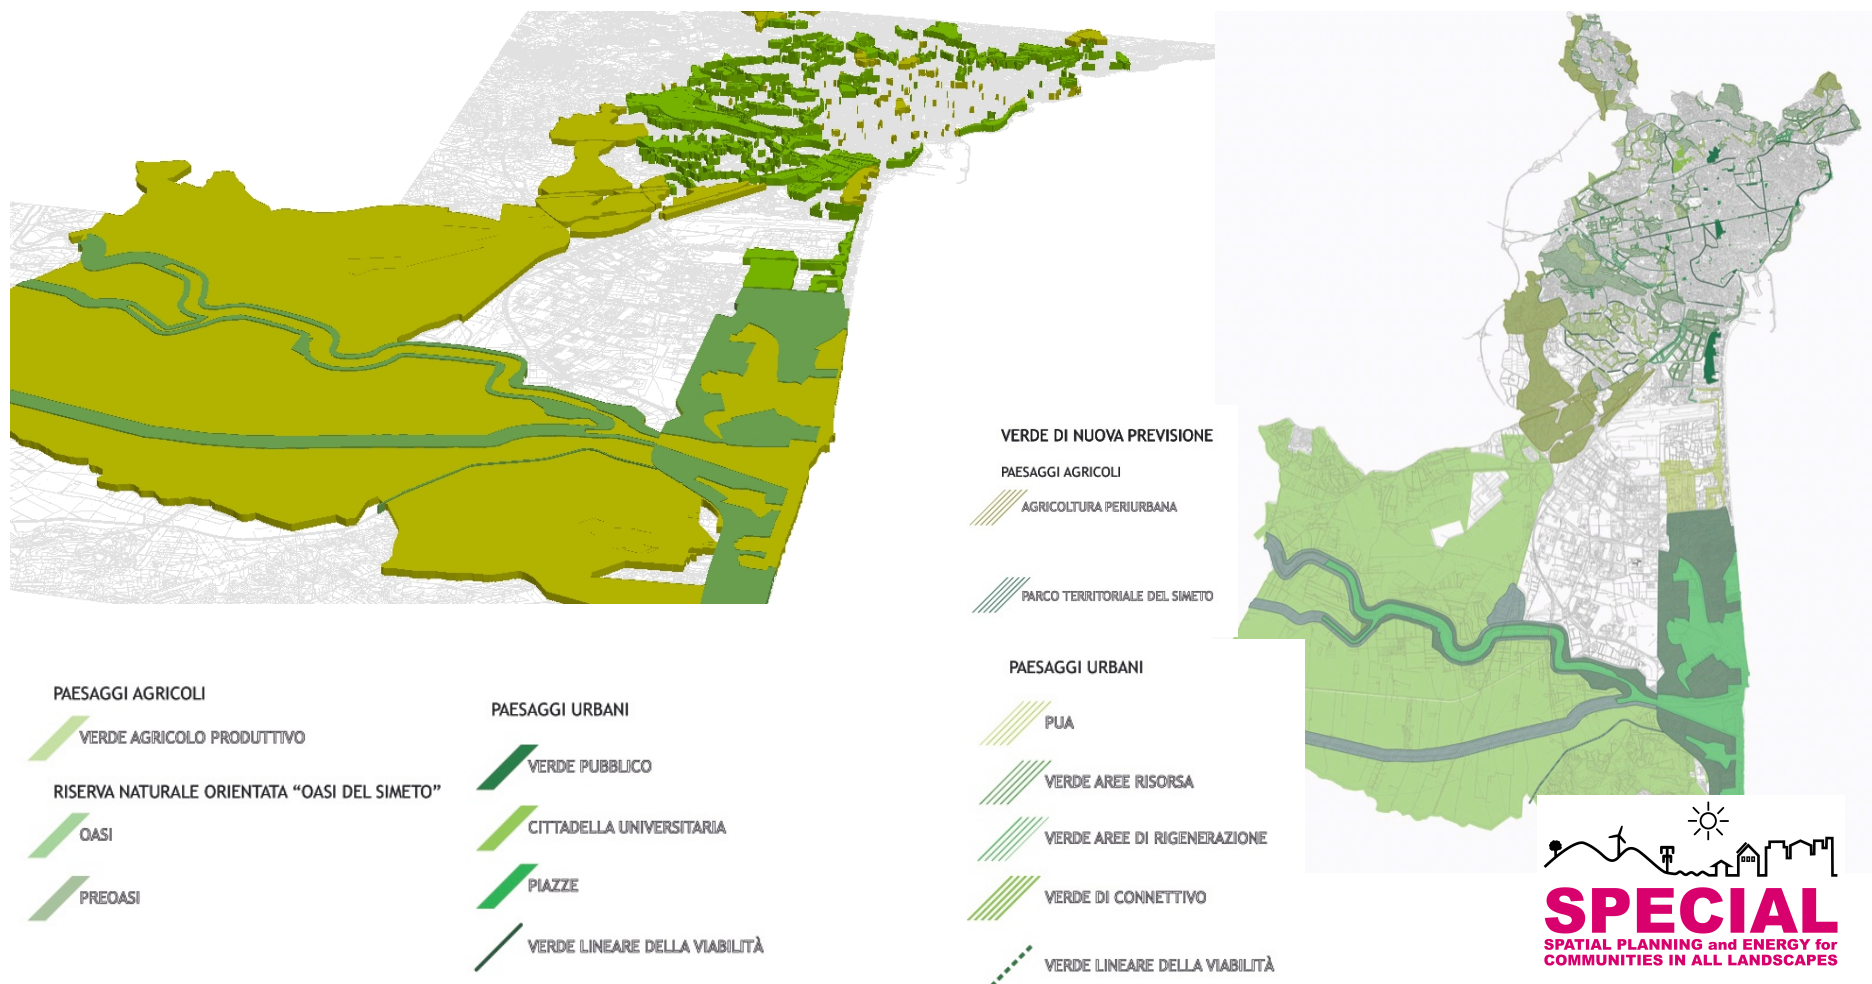 VERDE DI NUOVA PREVISIONE
PAESAGGI AGRICOLI
AGRICOLTURA PERIURBANA
PARCO TERRITORIALE DEL SIMETO
PAESAGGI AGRICOLI
VERDE AGRICOLO PRODUTTIVO
RISERVA NATURALE ORIENTATA “OASI DEL SIMETO”
OASI
PREOASI
PAESAGGI URBANI
VERDE PUBBLICO
CITTADELLA UNIVERSITARIA
PIAZZE
VERDE LINEARE DELLA VIABILITÀ
PAESAGGI URBANI
PUA
VERDE AREE RISORSA
VERDE AREE DI RIGENERAZIONE
VERDE DI CONNETTIVO
VERDE LINEARE DELLA VIABILITÀ
SPECIAL
SPATIAL PLANNING and ENERGY for
COMMUNITIES IN ALL LANDSCAPES